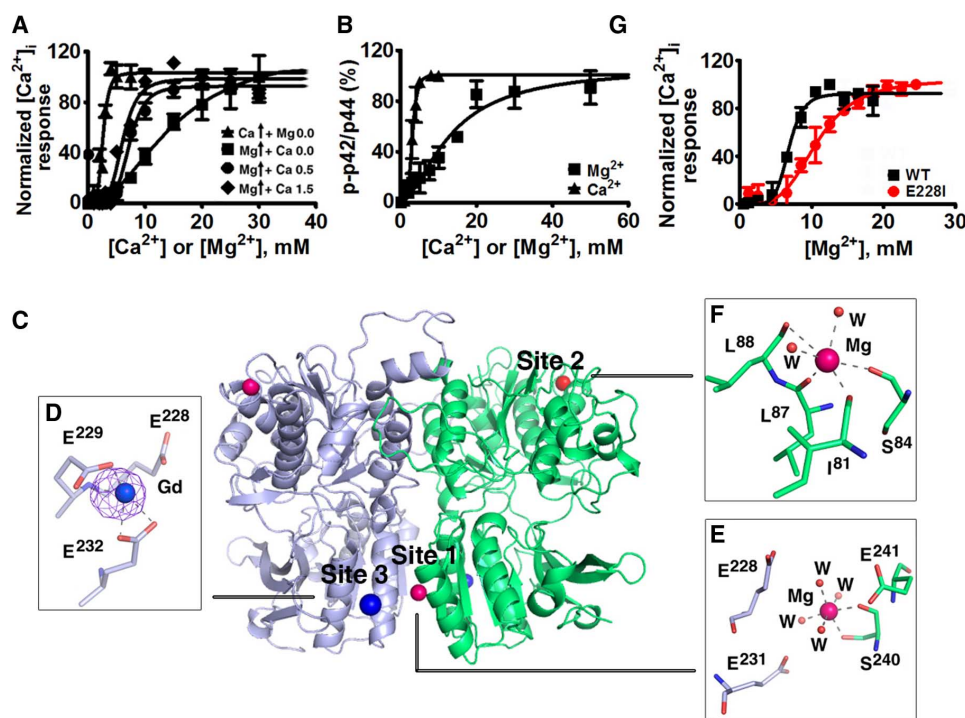 A
Normalized [Ca²⁺]i
response
120
80
40
0
0 10 20 30 40
[Ca²⁺] or [Mg²⁺], mM
Ca↑+ Mg 0.0
Mg↑+ Ca 0.0
Mg↑+ Ca 0.5
Mg↑+ Ca 1.5
B
p-p42/p44 (%)
120
80
40
0
0 20 40 60
[Ca²⁺] or [Mg²⁺], mM
Mg²⁺
Ca²⁺
G
Normalized [Ca²⁺]i
response
120
80
40
0
0 10 20 30
[Mg²⁺], mM
WT
E228I
C
Site 2
Site 1
Site 3
D
E²²⁸
E²²⁹
Gd
E²³²
F
W
L⁸⁸
W
Mg
L⁸⁷
S⁸⁴
I⁸¹
E
E²⁴¹
E²²⁸
W
Mg
W
W
W
E²³¹
S²⁴⁰